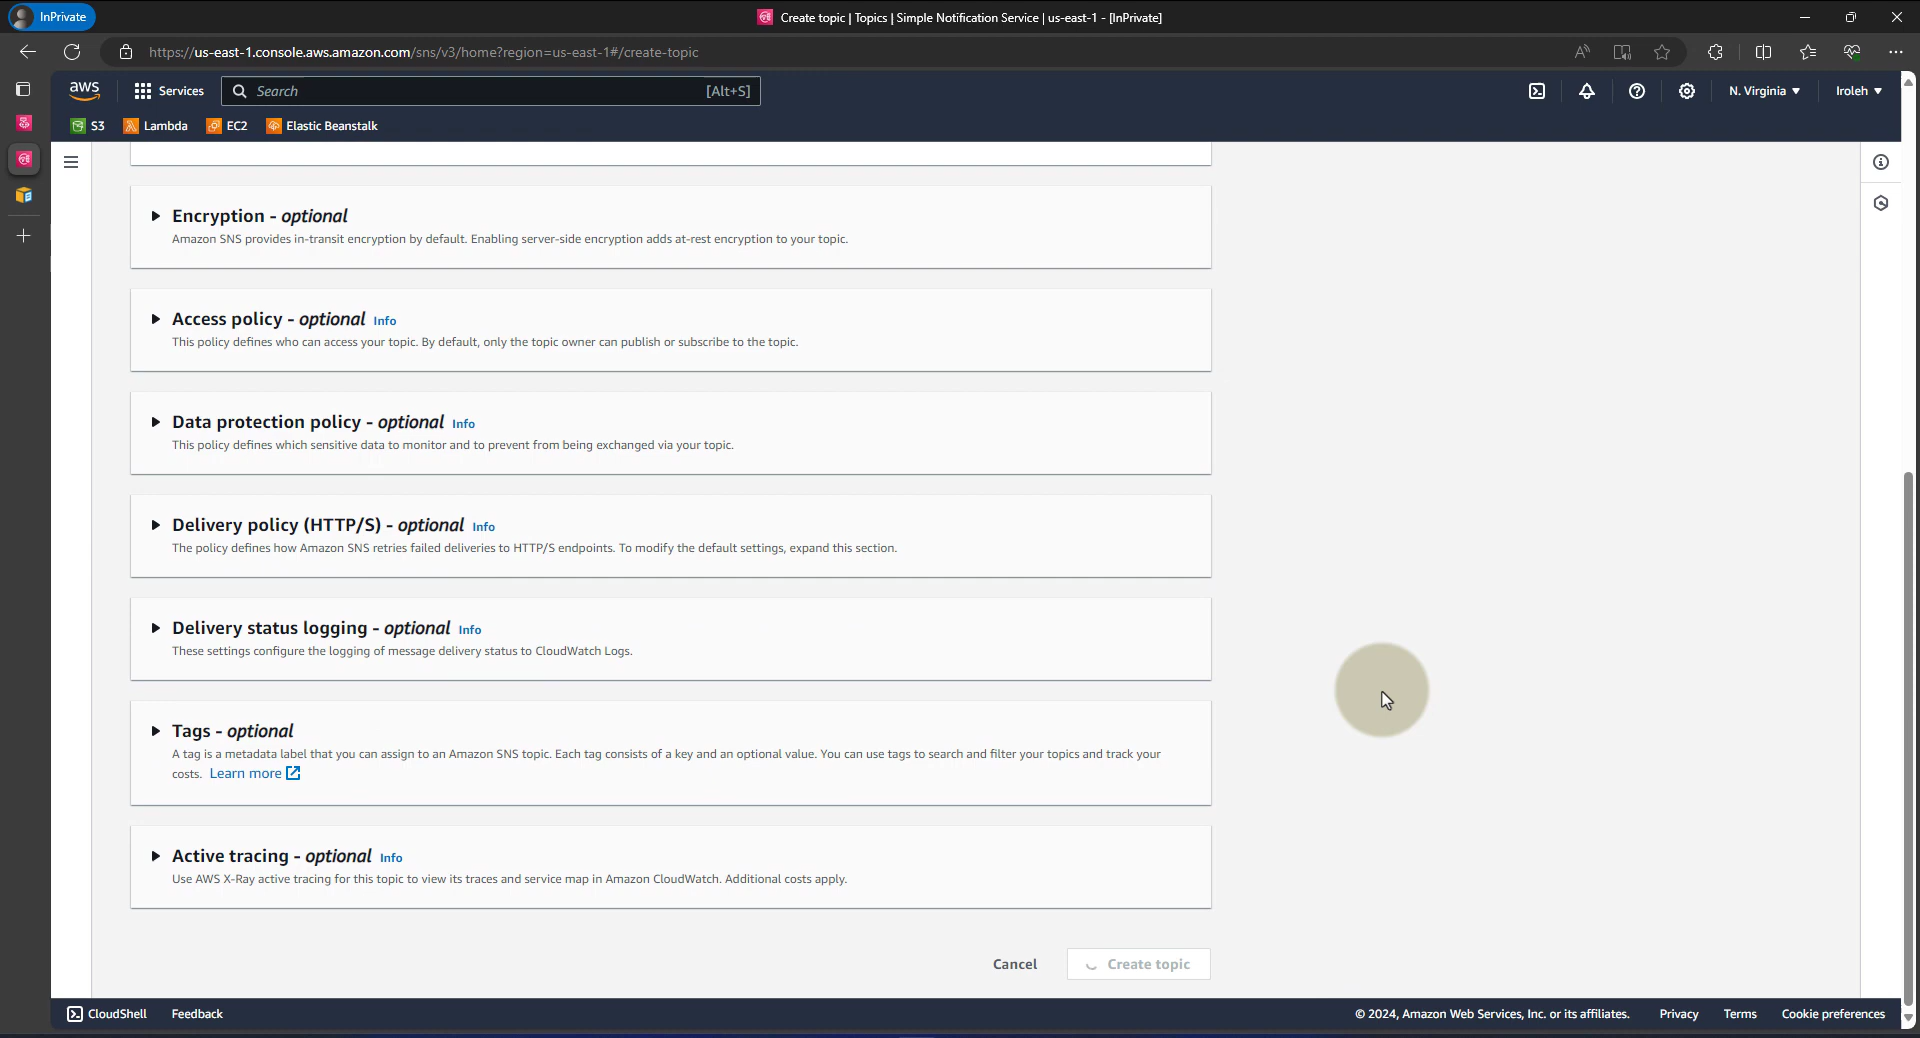 InPrivate
Create topic | Topics | Simple Notification Service | us-east-1 - [InPrivate]
https://us-east-1.console.aws.amazon.com/sns/v3/home?region=us-east-1#/create-topic
aws
Services
Search
[Alt+S]
N. Virginia
Iroleh
S3
Lambda
EC2
Elastic Beanstalk
Encryption - optional
Amazon SNS provides in-transit encryption by default. Enabling server-side encryption adds at-rest encryption to your topic.
Access policy - optional Info
This policy defines who can access your topic. By default, only the topic owner can publish or subscribe to the topic.
Data protection policy - optional Info
This policy defines which sensitive data to monitor and to prevent from being exchanged via your topic.
Delivery policy (HTTP/S) - optional Info
The policy defines how Amazon SNS retries failed deliveries to HTTP/S endpoints. To modify the default settings, expand this section.
Delivery status logging - optional Info
These settings configure the logging of message delivery status to CloudWatch Logs.
Tags - optional
A tag is a metadata label that you can assign to an Amazon SNS topic. Each tag consists of a key and an optional value. You can use tags to search and filter your topics and track your
costs. Learn more
Active tracing - optional Info
Use AWS X-Ray active tracing for this topic to view its traces and service map in Amazon CloudWatch. Additional costs apply.
Cancel
Create topic
CloudShell
Feedback
© 2024, Amazon Web Services, Inc. or its affiliates.
Privacy
Terms
Cookie preferences